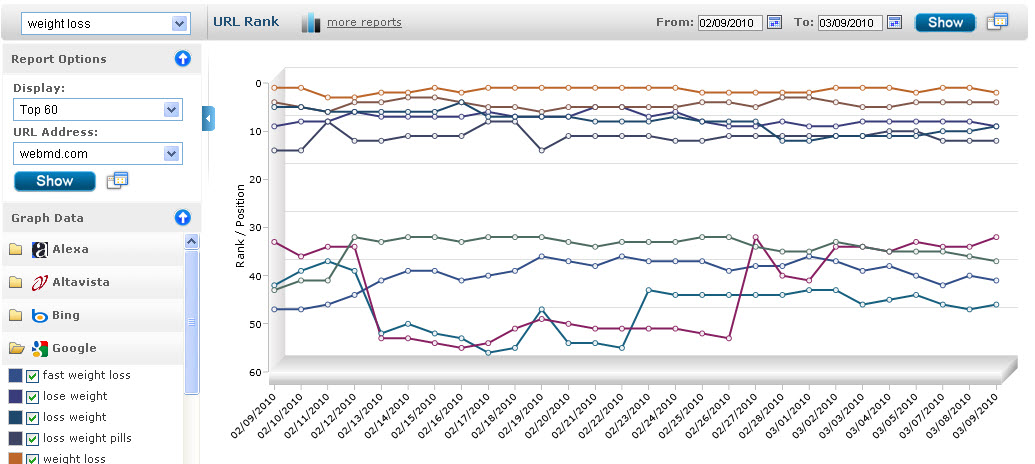 weight loss
URL Rank
more reports
From: 02/09/2010 To: 03/09/2010 Show
Report Options
Display:
Top 60
URL Address:
webmd.com
Show
Graph Data
Alexa
Altavista
Bing
Google
fast weight loss
lose weight
loss weight
loss weight pills
weight loss
Rank / Position
0
10
20
30
40
50
60
02/09/2010
02/10/2010
02/11/2010
02/12/2010
02/13/2010
02/14/2010
02/15/2010
02/16/2010
02/17/2010
02/18/2010
02/19/2010
02/20/2010
02/21/2010
02/22/2010
02/23/2010
02/24/2010
02/25/2010
02/26/2010
02/27/2010
02/28/2010
03/01/2010
03/02/2010
03/03/2010
03/04/2010
03/05/2010
03/06/2010
03/07/2010
03/08/2010
03/09/2010